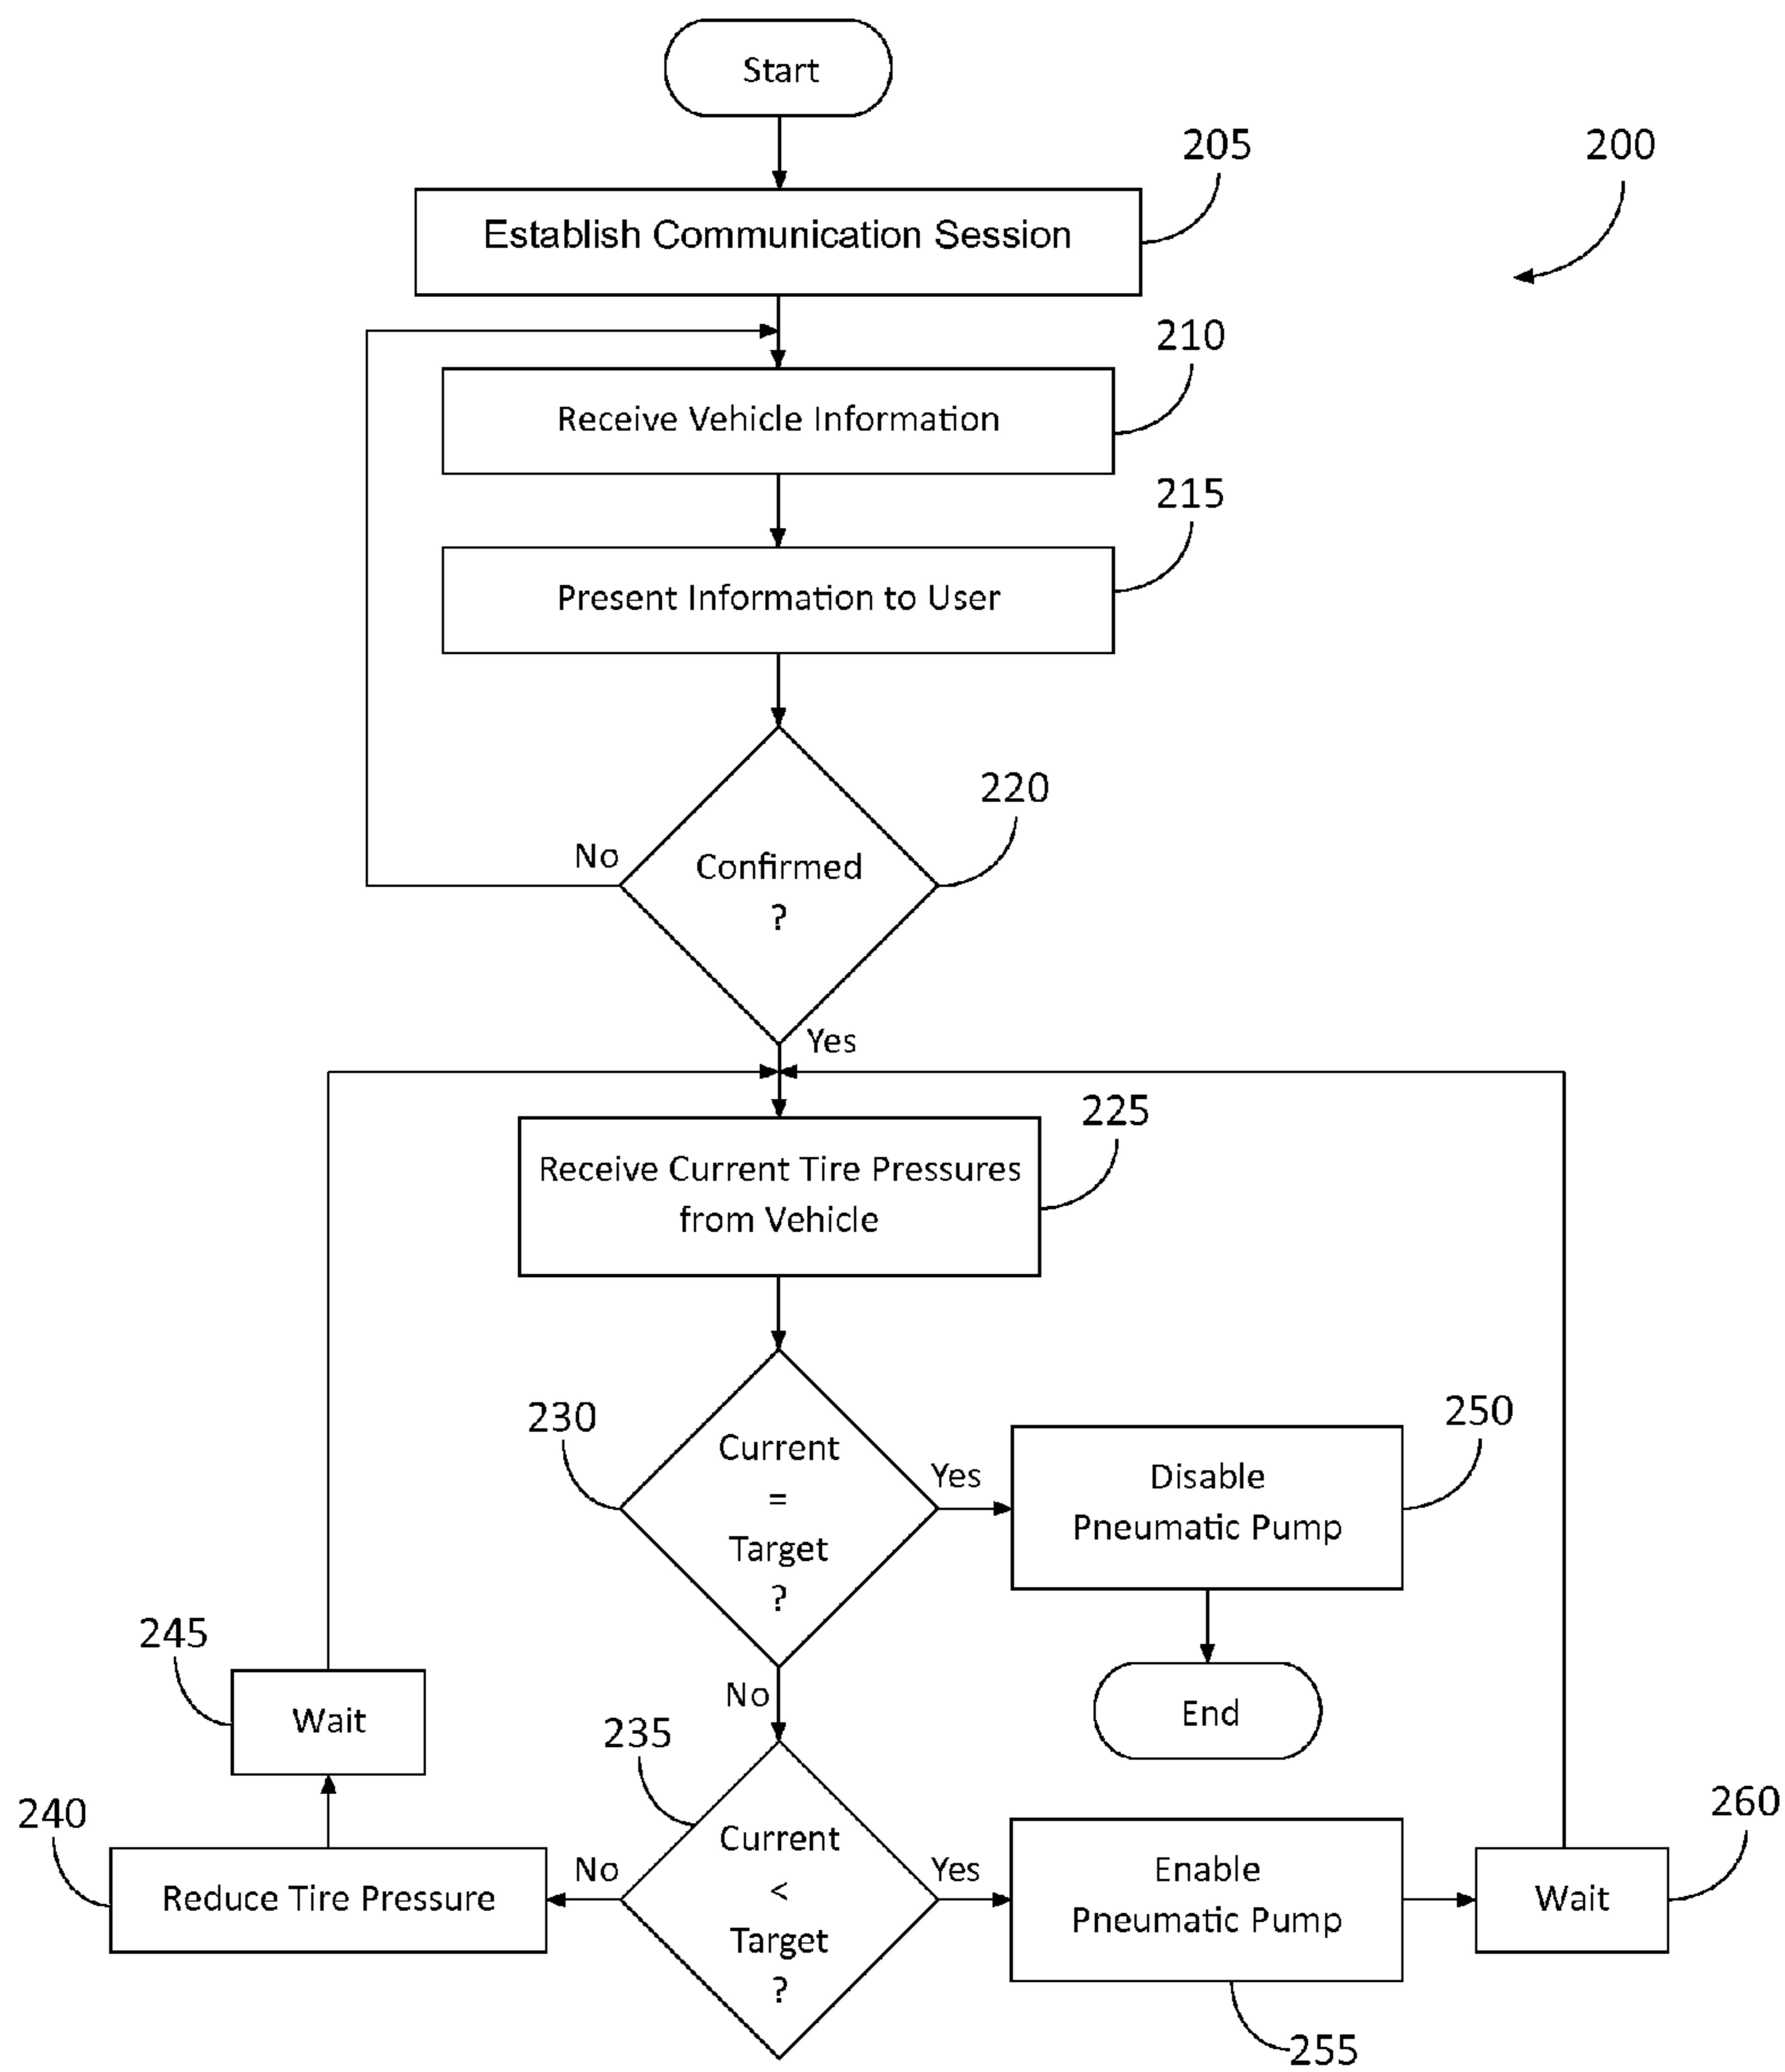 Start
205
200
Establish Communication Session
210
Receive Vehicle Information
215
Present Information to User
220
No
Confirmed
?
Yes
225
Receive Current Tire Pressures
from Vehicle
230
Current
=
Target
?
Yes
250
Disable
Pneumatic Pump
245
Wait
No
End
235
240
Reduce Tire Pressure
No
Current
<
Target
?
Yes
Enable
Pneumatic Pump
260
Wait
255